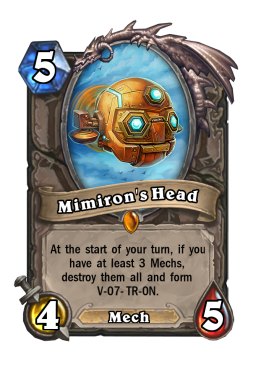 5
Mimiron's Head
At the start of your turn, if you
have at least 3 Mechs,
destroy them all and form
V-07-TR-0N.
4
Mech
5